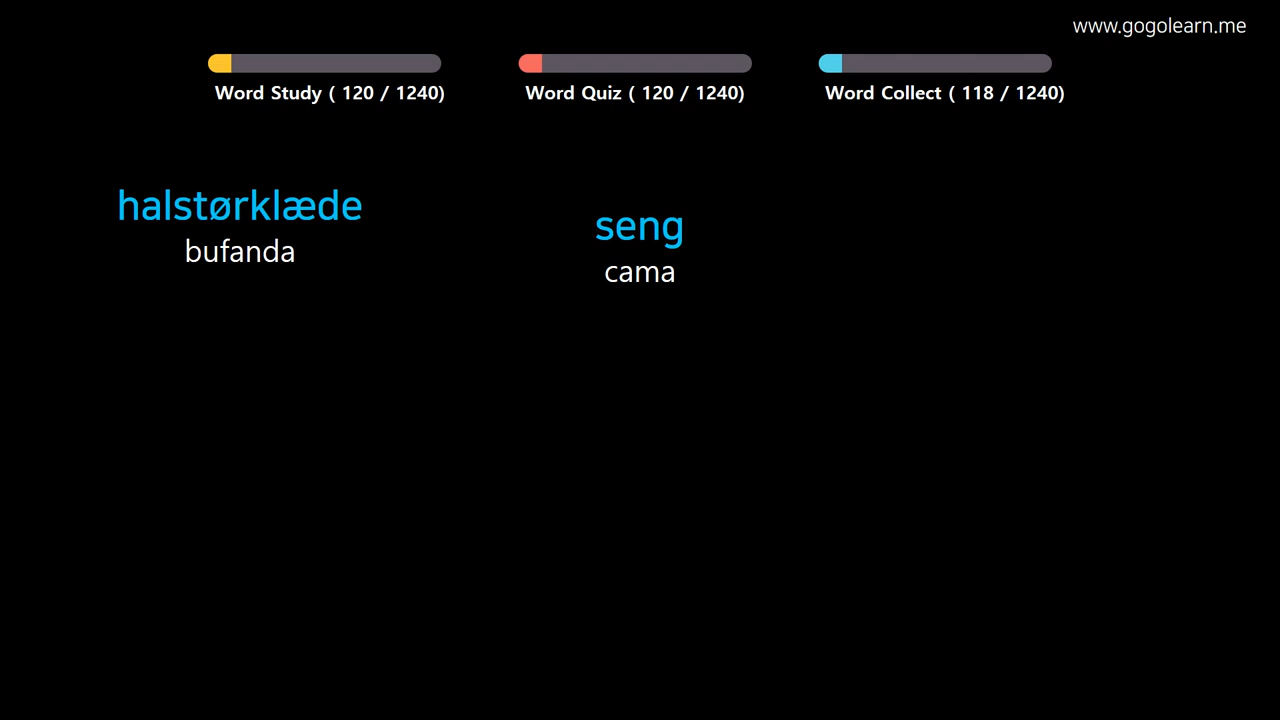 www.gogolearn.me
Word Study ( 120 / 1240)
Word Quiz ( 120 / 1240)
Word Collect ( 118 / 1240)
halstørklæde
bufanda
seng
cama